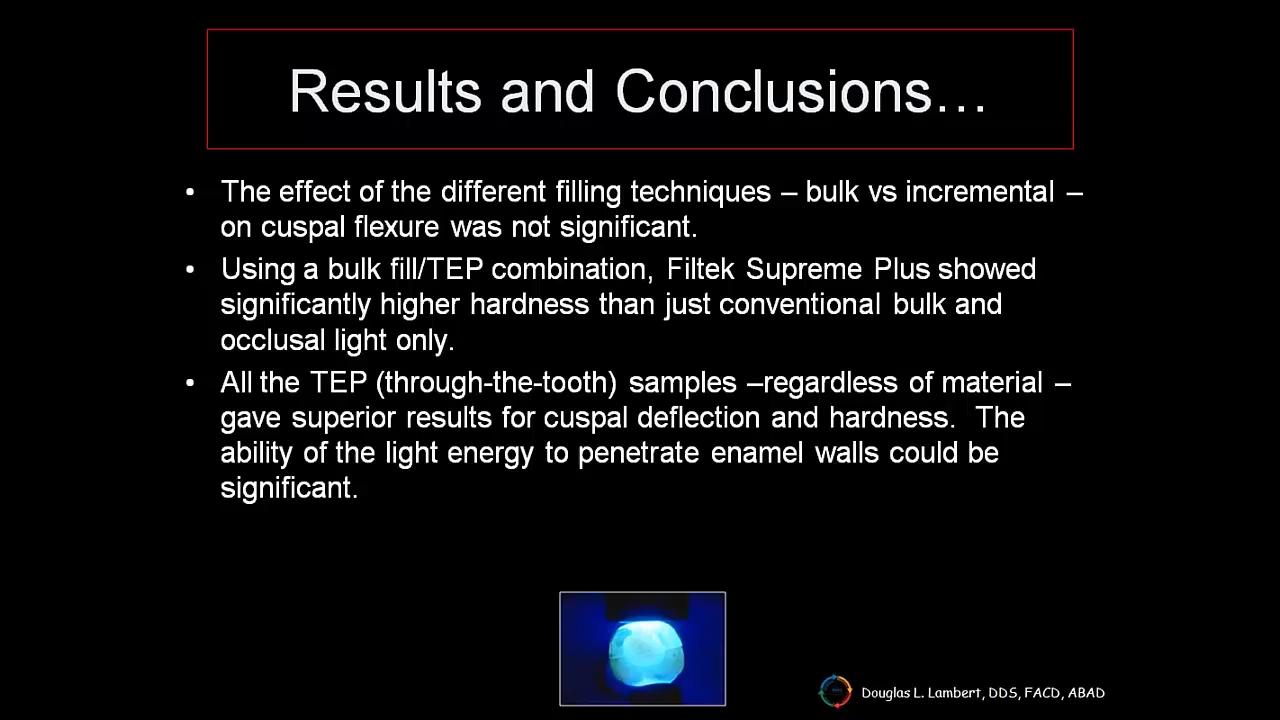 Results and Conclusions…
• The effect of the different filling techniques – bulk vs incremental –
on cuspal flexure was not significant.
• Using a bulk fill/TEP combination, Filtek Supreme Plus showed
significantly higher hardness than just conventional bulk and
occlusal light only.
• All the TEP (through-the-tooth) samples –regardless of material –
gave superior results for cuspal deflection and hardness. The
ability of the light energy to penetrate enamel walls could be
significant.
Douglas L. Lambert, DDS, FACD, ABAD